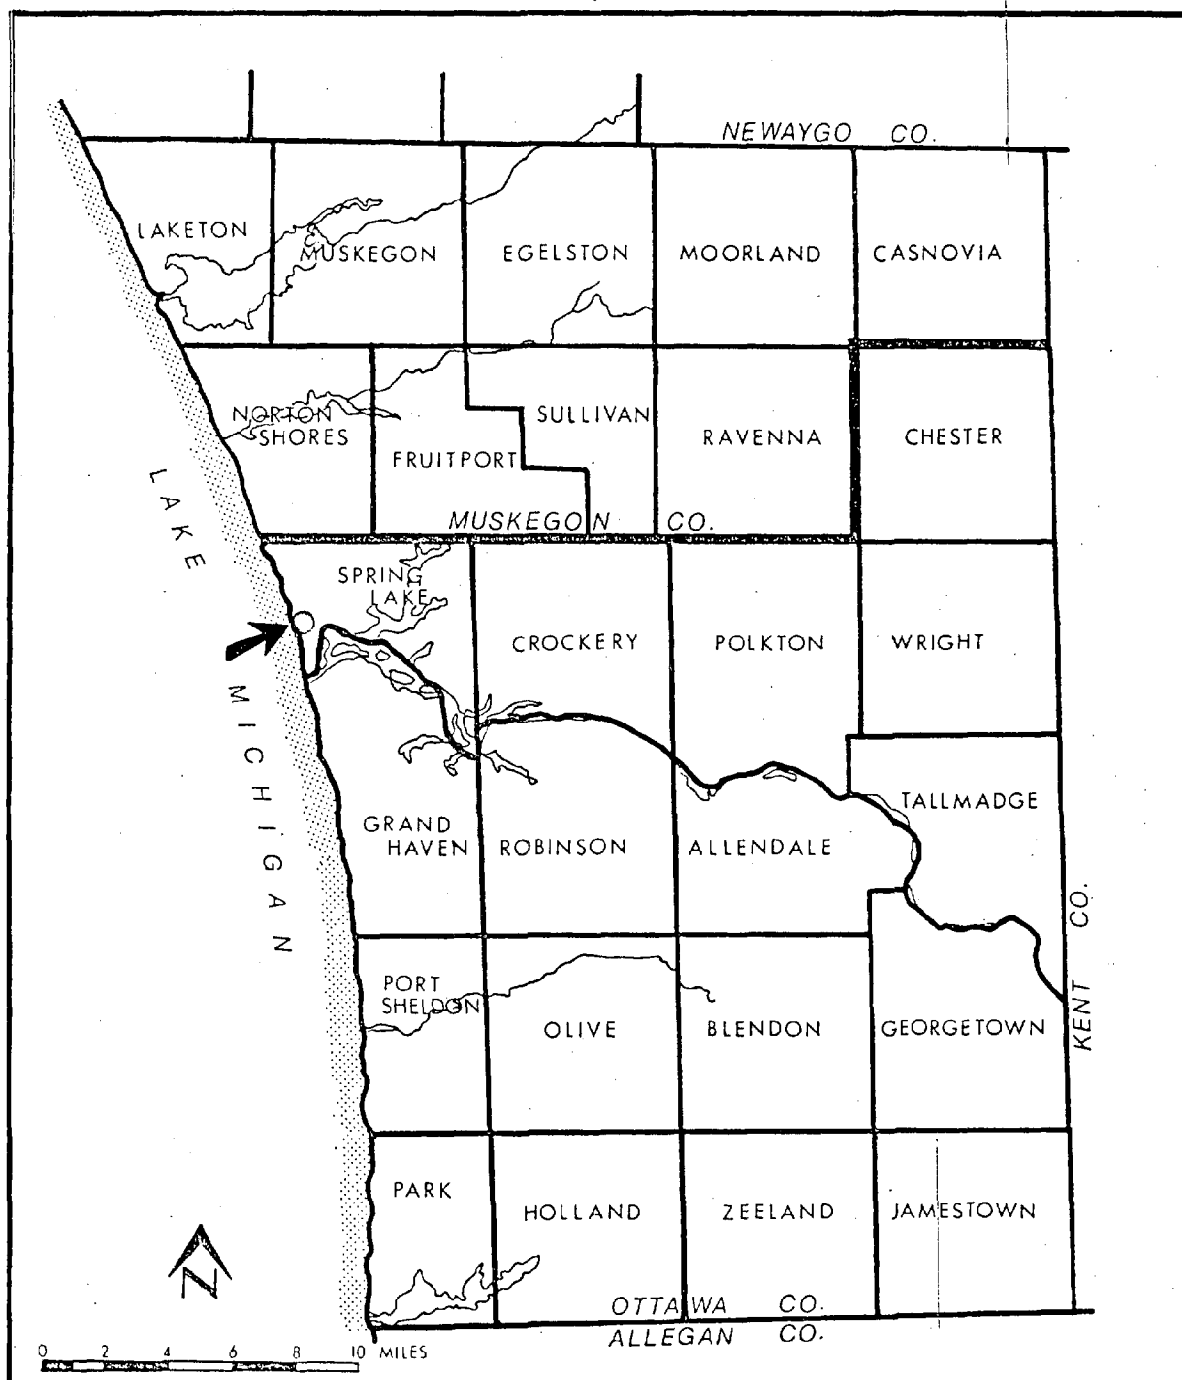 NEWAYGO CO.
LAKETON
MUSKEGON
EGELSTON
MOORLAND
CASNOVIA
NORTON
SHORES
FRUITPORT
SULLIVAN
RAVENNA
CHESTER
MUSKEGON CO.
LAKE MICHIGAN
SPRING
LAKE
CROCKERY
POLKTON
WRIGHT
GRAND
HAVEN
ROBINSON
ALLENDALE
TALLMADGE
KENT CO.
PORT
SHELDON
OLIVE
BLENDON
GEORGETOWN
PARK
HOLLAND
ZEELAND
JAMESTOWN
N
OTTAWA CO.
ALLEGAN CO.
0 2 4 6 8 10 MILES